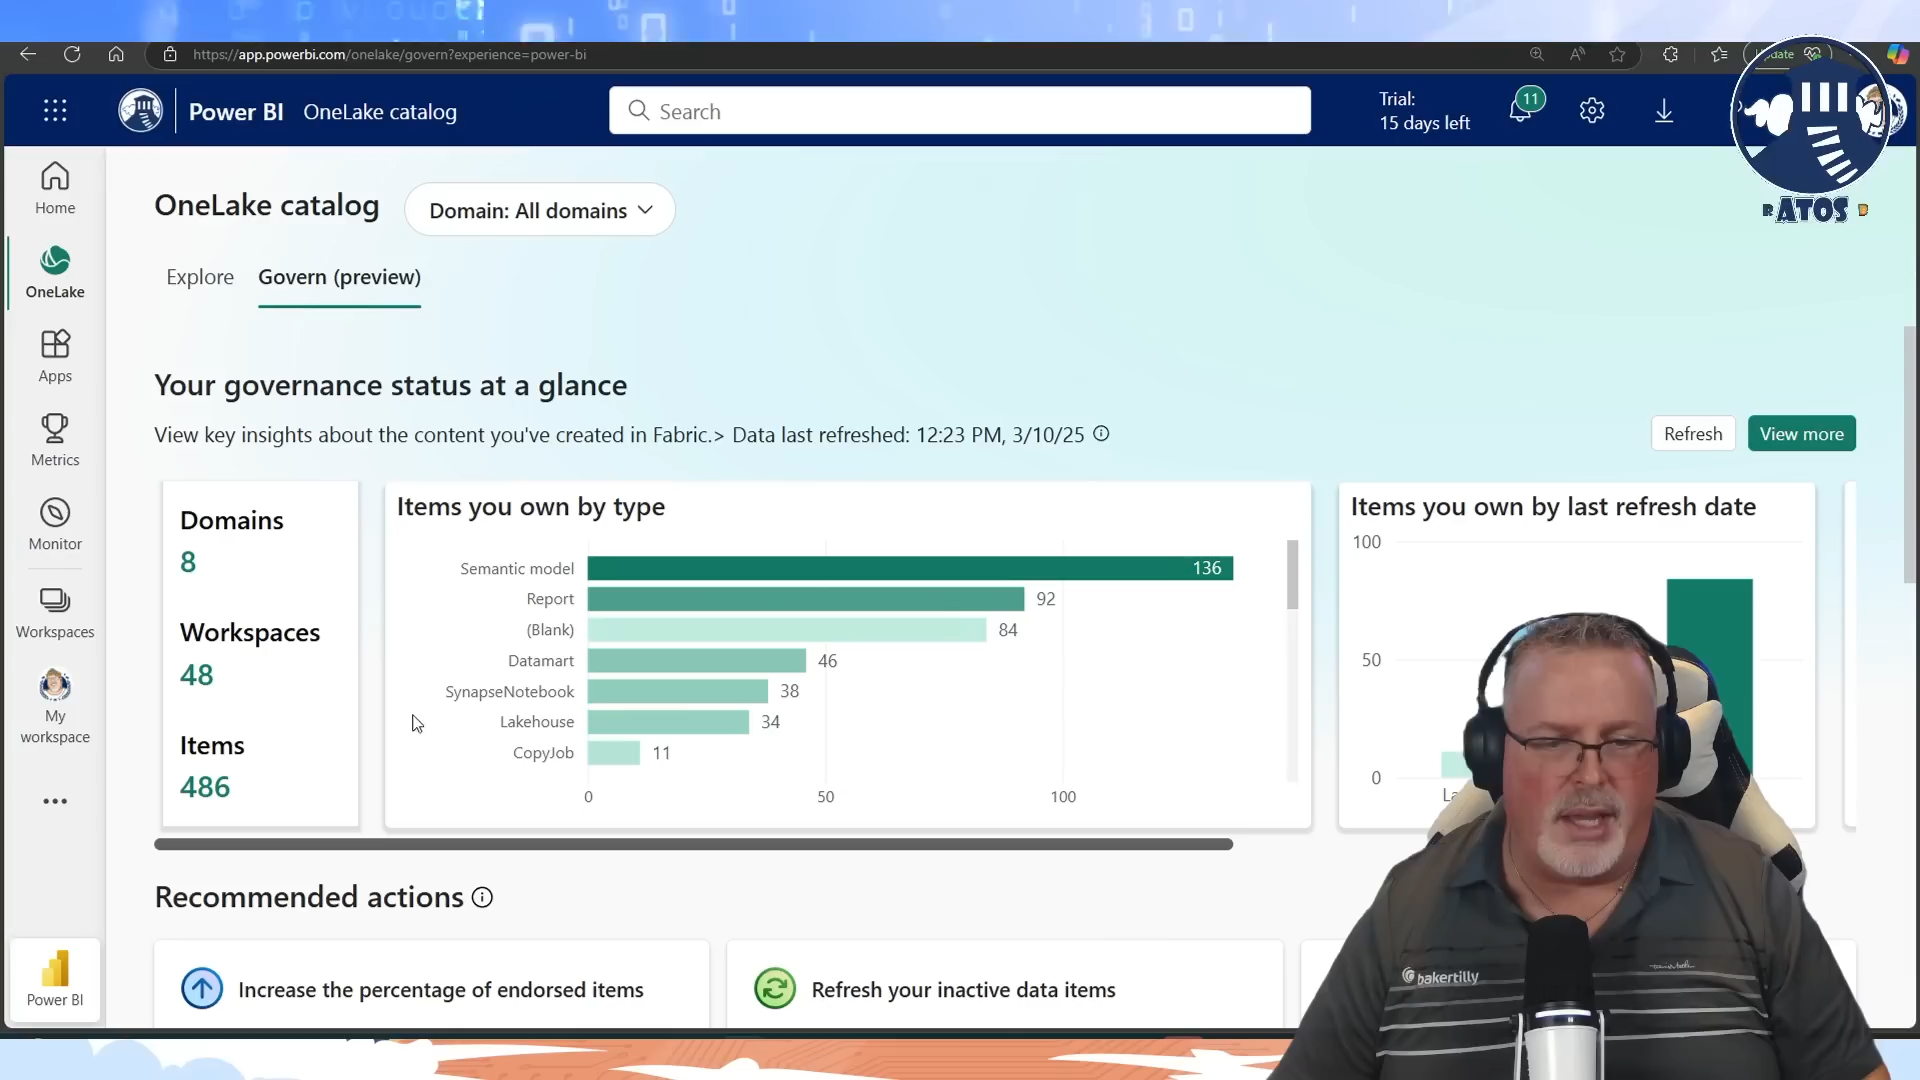 https://app.powerbi.com/onelake/govern?experience=power-bi
Power BI OneLake catalog
Search
Trial:
15 days left
11
ATOS
Home
OneLake
Apps
Metrics
Monitor
Workspaces
My
workspace
Power BI
OneLake catalog
Domain: All domains
Explore
Govern (preview)
Your governance status at a glance
View key insights about the content you've created in Fabric.> Data last refreshed: 12:23 PM, 3/10/25
Refresh
View more
Domains
8
Workspaces
48
Items
486
Items you own by type
Semantic model 136
Report 92
(Blank) 84
Datamart 46
SynapseNotebook 38
Lakehouse 34
CopyJob 11
0 50 100
Items you own by last refresh date
100
50
0
Recommended actions
Increase the percentage of endorsed items
Refresh your inactive data items
bakertilly